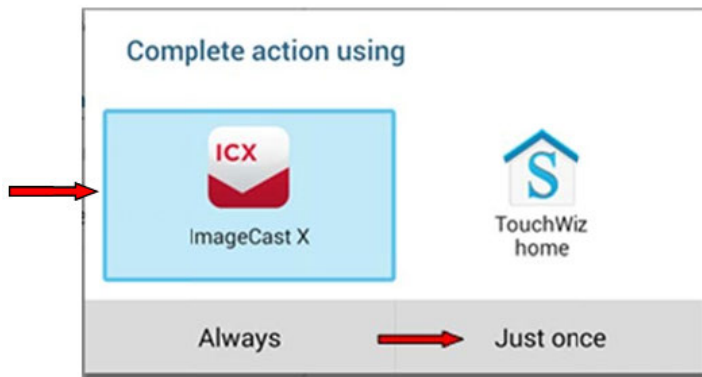 Complete action using
ICX
ImageCast X
S
TouchWiz
home
Always
Just once